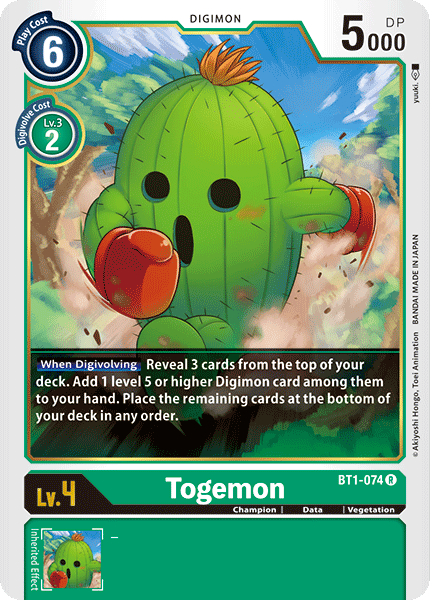 DIGIMON
Play Cost
6
5000
DP
Digivolve Cost
Lv.3
2
yuuki.
© Akiyoshi Hongo, Toei Animation BANDAI MADE IN JAPAN
When Digivolving Reveal 3 cards from the top of your
deck. Add 1 level 5 or higher Digimon card among them
to your hand. Place the remaining cards at the bottom of
your deck in any order.
Lv.4
Togemon
BT1-074 R
Champion | Data | Vegetation
Inherited Effect
–